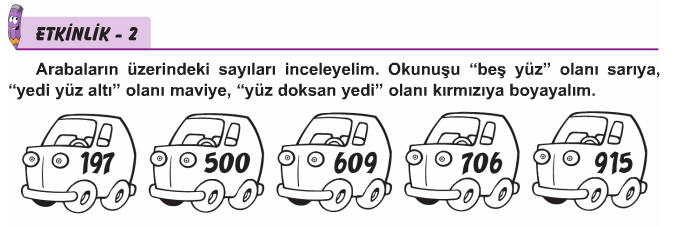 ETKİNLİK - 2
Arabaların üzerindeki sayıları inceleyelim. Okunuşu “beş yüz” olanı sarıya,
“yedi yüz altı” olanı maviye, “yüz doksan yedi” olanı kırmızıya boyayalım.
197 500 609 706 915